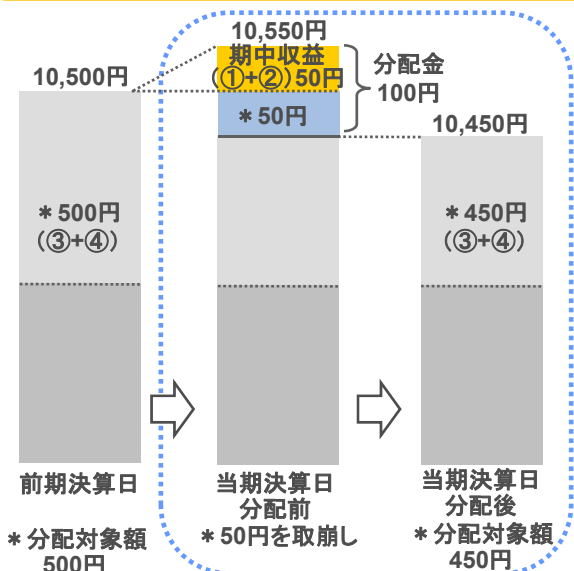 10,550円
10,500円
期中収益
(①+②)50円
分配金
100円
＊50円
10,450円
＊500円
(③+④)
＊450円
(③+④)
前期決算日
＊分配対象額
500円
当期決算日
分配前
＊50円を取崩し
当期決算日
分配後
＊分配対象額
450円